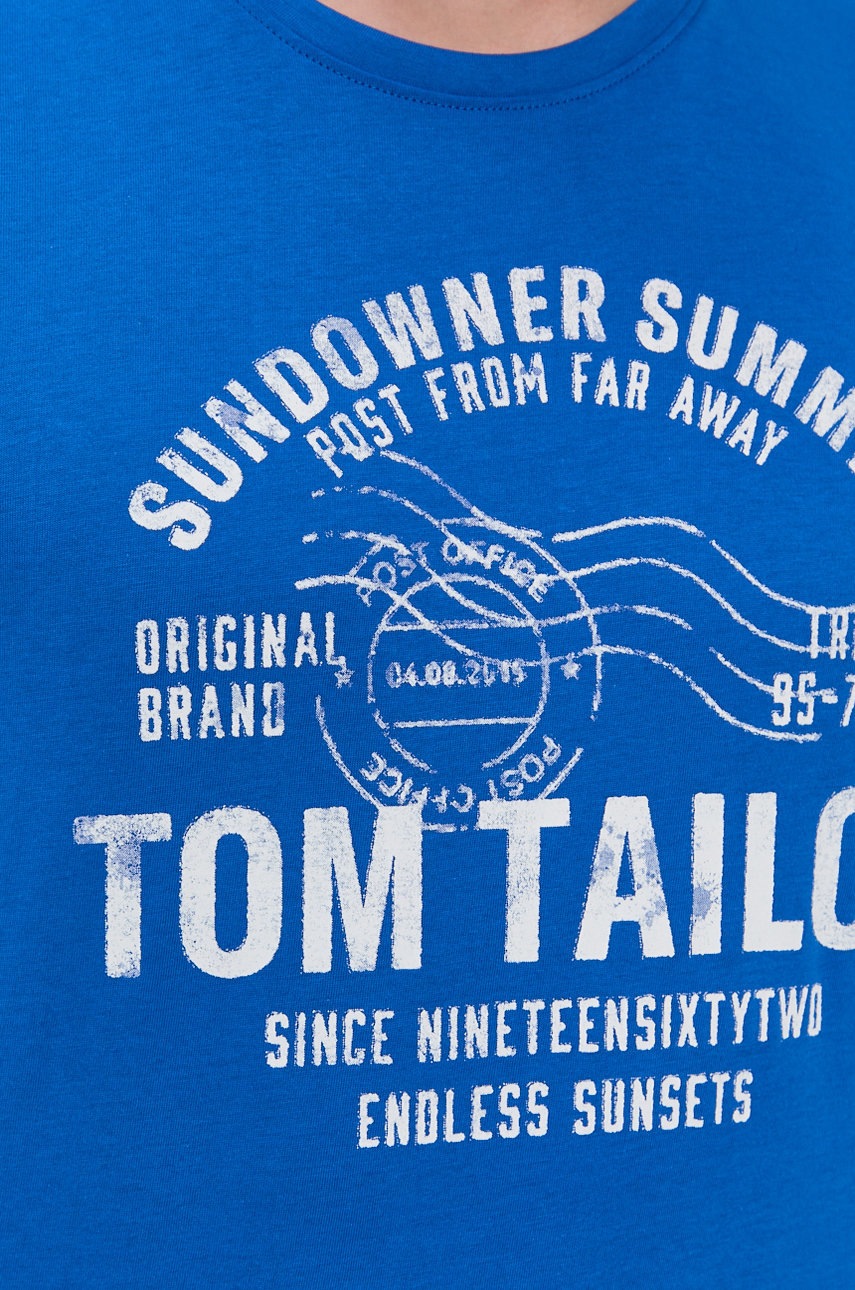 SUNDOWNER SUMM
POST FROM FAR AWAY
POST OFFICE
ORIGINAL
BRAND
04.08.2015
95-7
POST OFFICE
TOM TAILO
SINCE NINETEENSIXTYTWO
ENDLESS SUNSETS